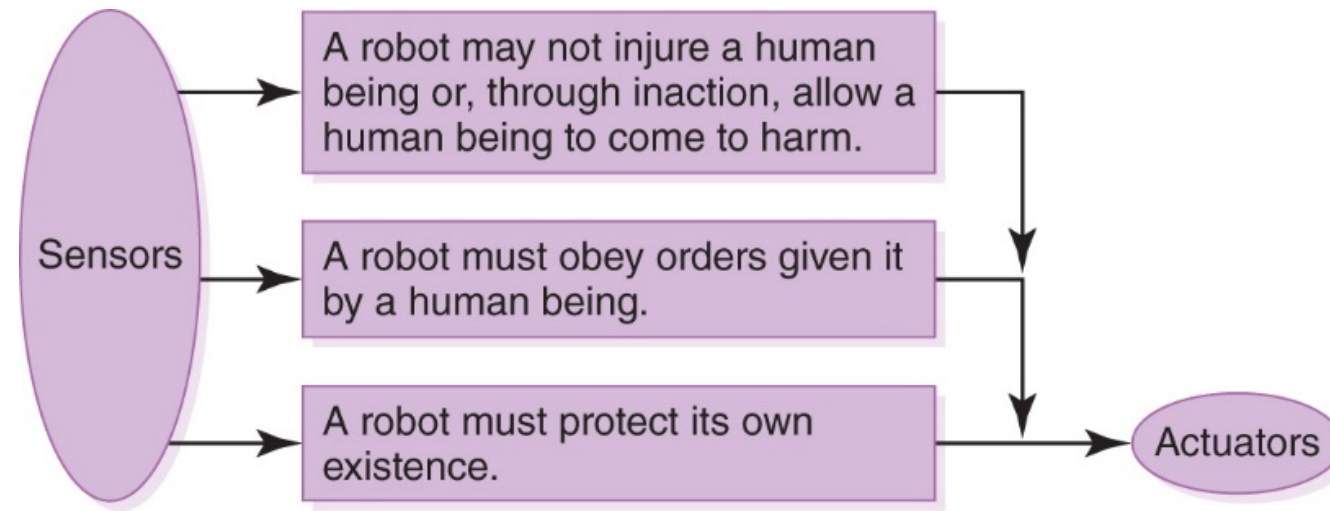 A robot may not injure a human
being or, through inaction, allow a
human being to come to harm.
Sensors
A robot must obey orders given it
by a human being.
A robot must protect its own
existence.
Actuators